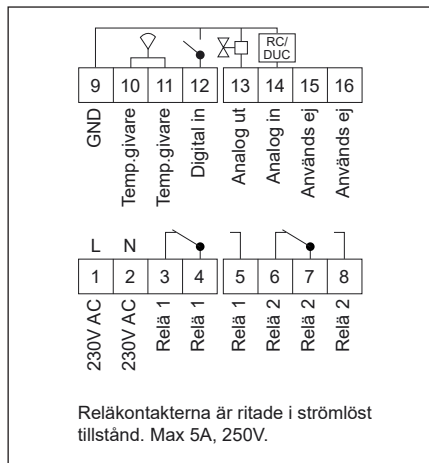 RC/
DUC
9 10 11 12 13 14 15 16
GND
Temp.givare
Temp.givare
Digital in
Analog ut
Analog in
Används ej
Används ej
L N
1 2 3 4 5 6 7 8
230V AC
230V AC
Relä 1
Relä 1
Relä 1
Relä 2
Relä 2
Relä 2
Reläkontakterna är ritade i strömlöst
tillstånd. Max 5A, 250V.